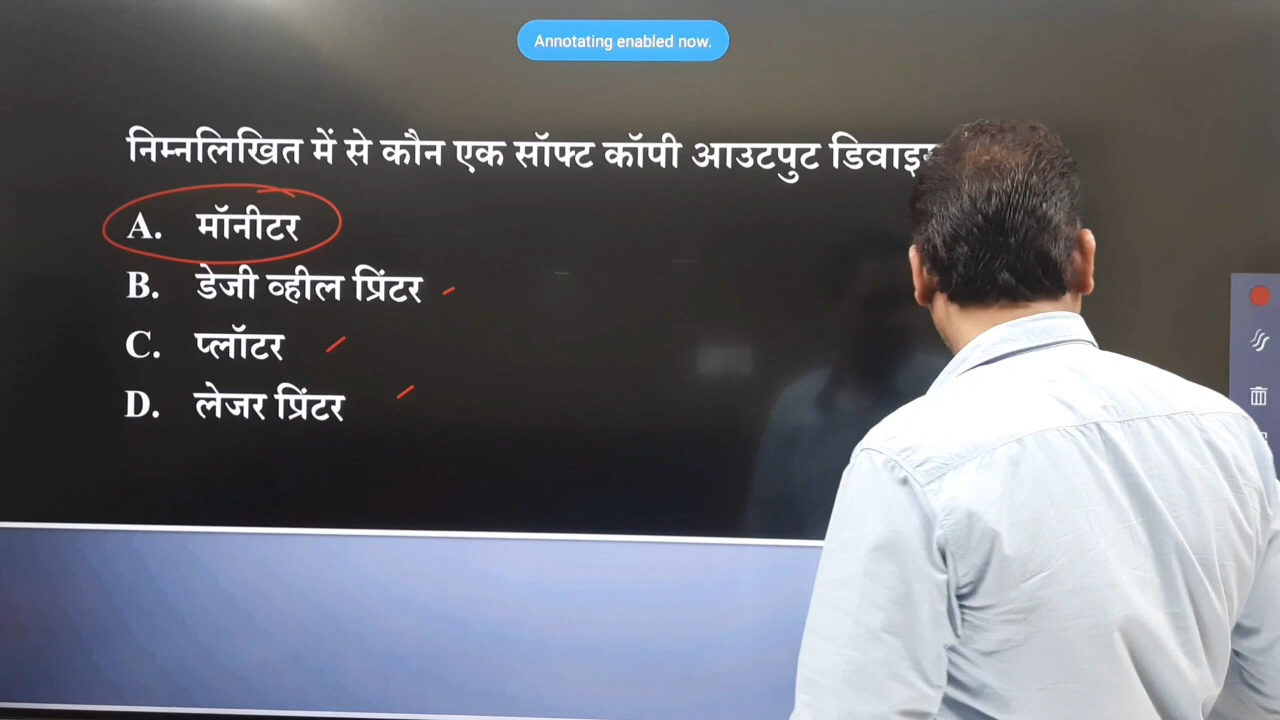 Annotating enabled now.
निम्नलिखित में से कौन एक सॉफ्ट कॉपी आउटपुट
A. मॉनीटर
B. डेजी व्हील प्रिंटर
C. प्लॉटर
D. लेजर प्रिंटर